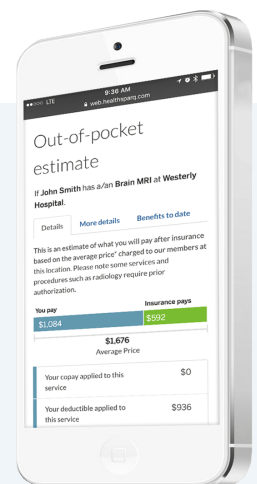 LTE 9:36 AM
web.healthsparq.com
Out-of-pocket
estimate
If John Smith has a/an Brain MRI at Westerly
Hospital.
Details More details Benefits to date
This is an estimate of what you will pay after insurance
based on the average price* charged to our members at
this location. Please note some services and
procedures such as radiology require prior
authorization.
You pay Insurance pays
$1,084 $592
$1,676
Average Price
Your copay applied to this $0
service
Your deductible applied to $936
this service